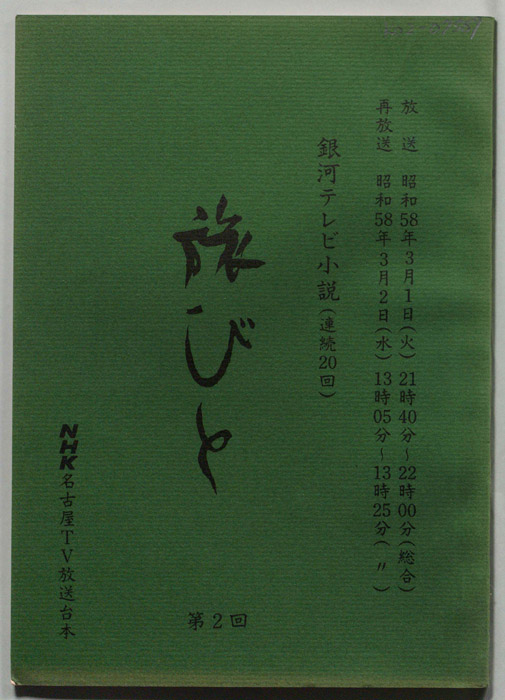 放送 昭和58年3月1日(火)21時40分～22時00分(総合)
再放送 昭和58年3月2日(水)13時05分～13時25分(〃)
銀河テレビ小説(連続20回)
旅びと
第2回
NHK名古屋TV放送台本